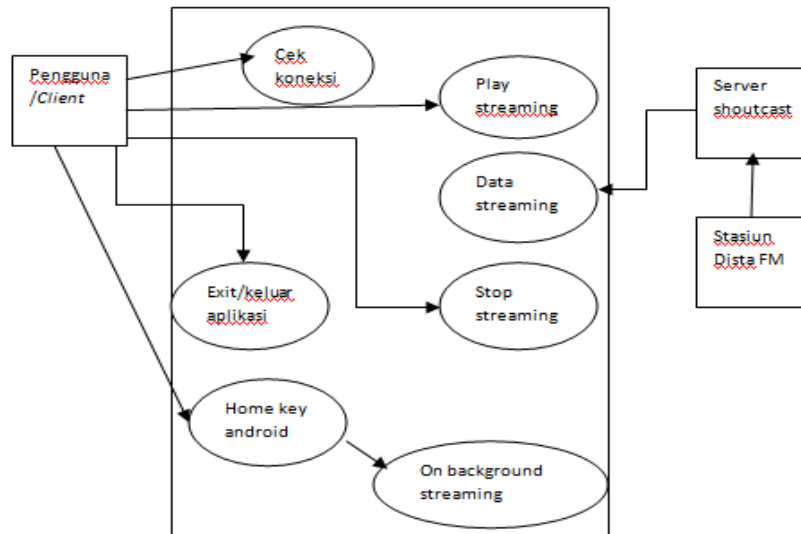 Pengguna
/Client
Cek
koneksi
Play
streaming
Data
streaming
Stop
streaming
Exit/keluar
aplikasi
Home key
android
On background
streaming
Server
shoutcast
Stasiun
Dista FM